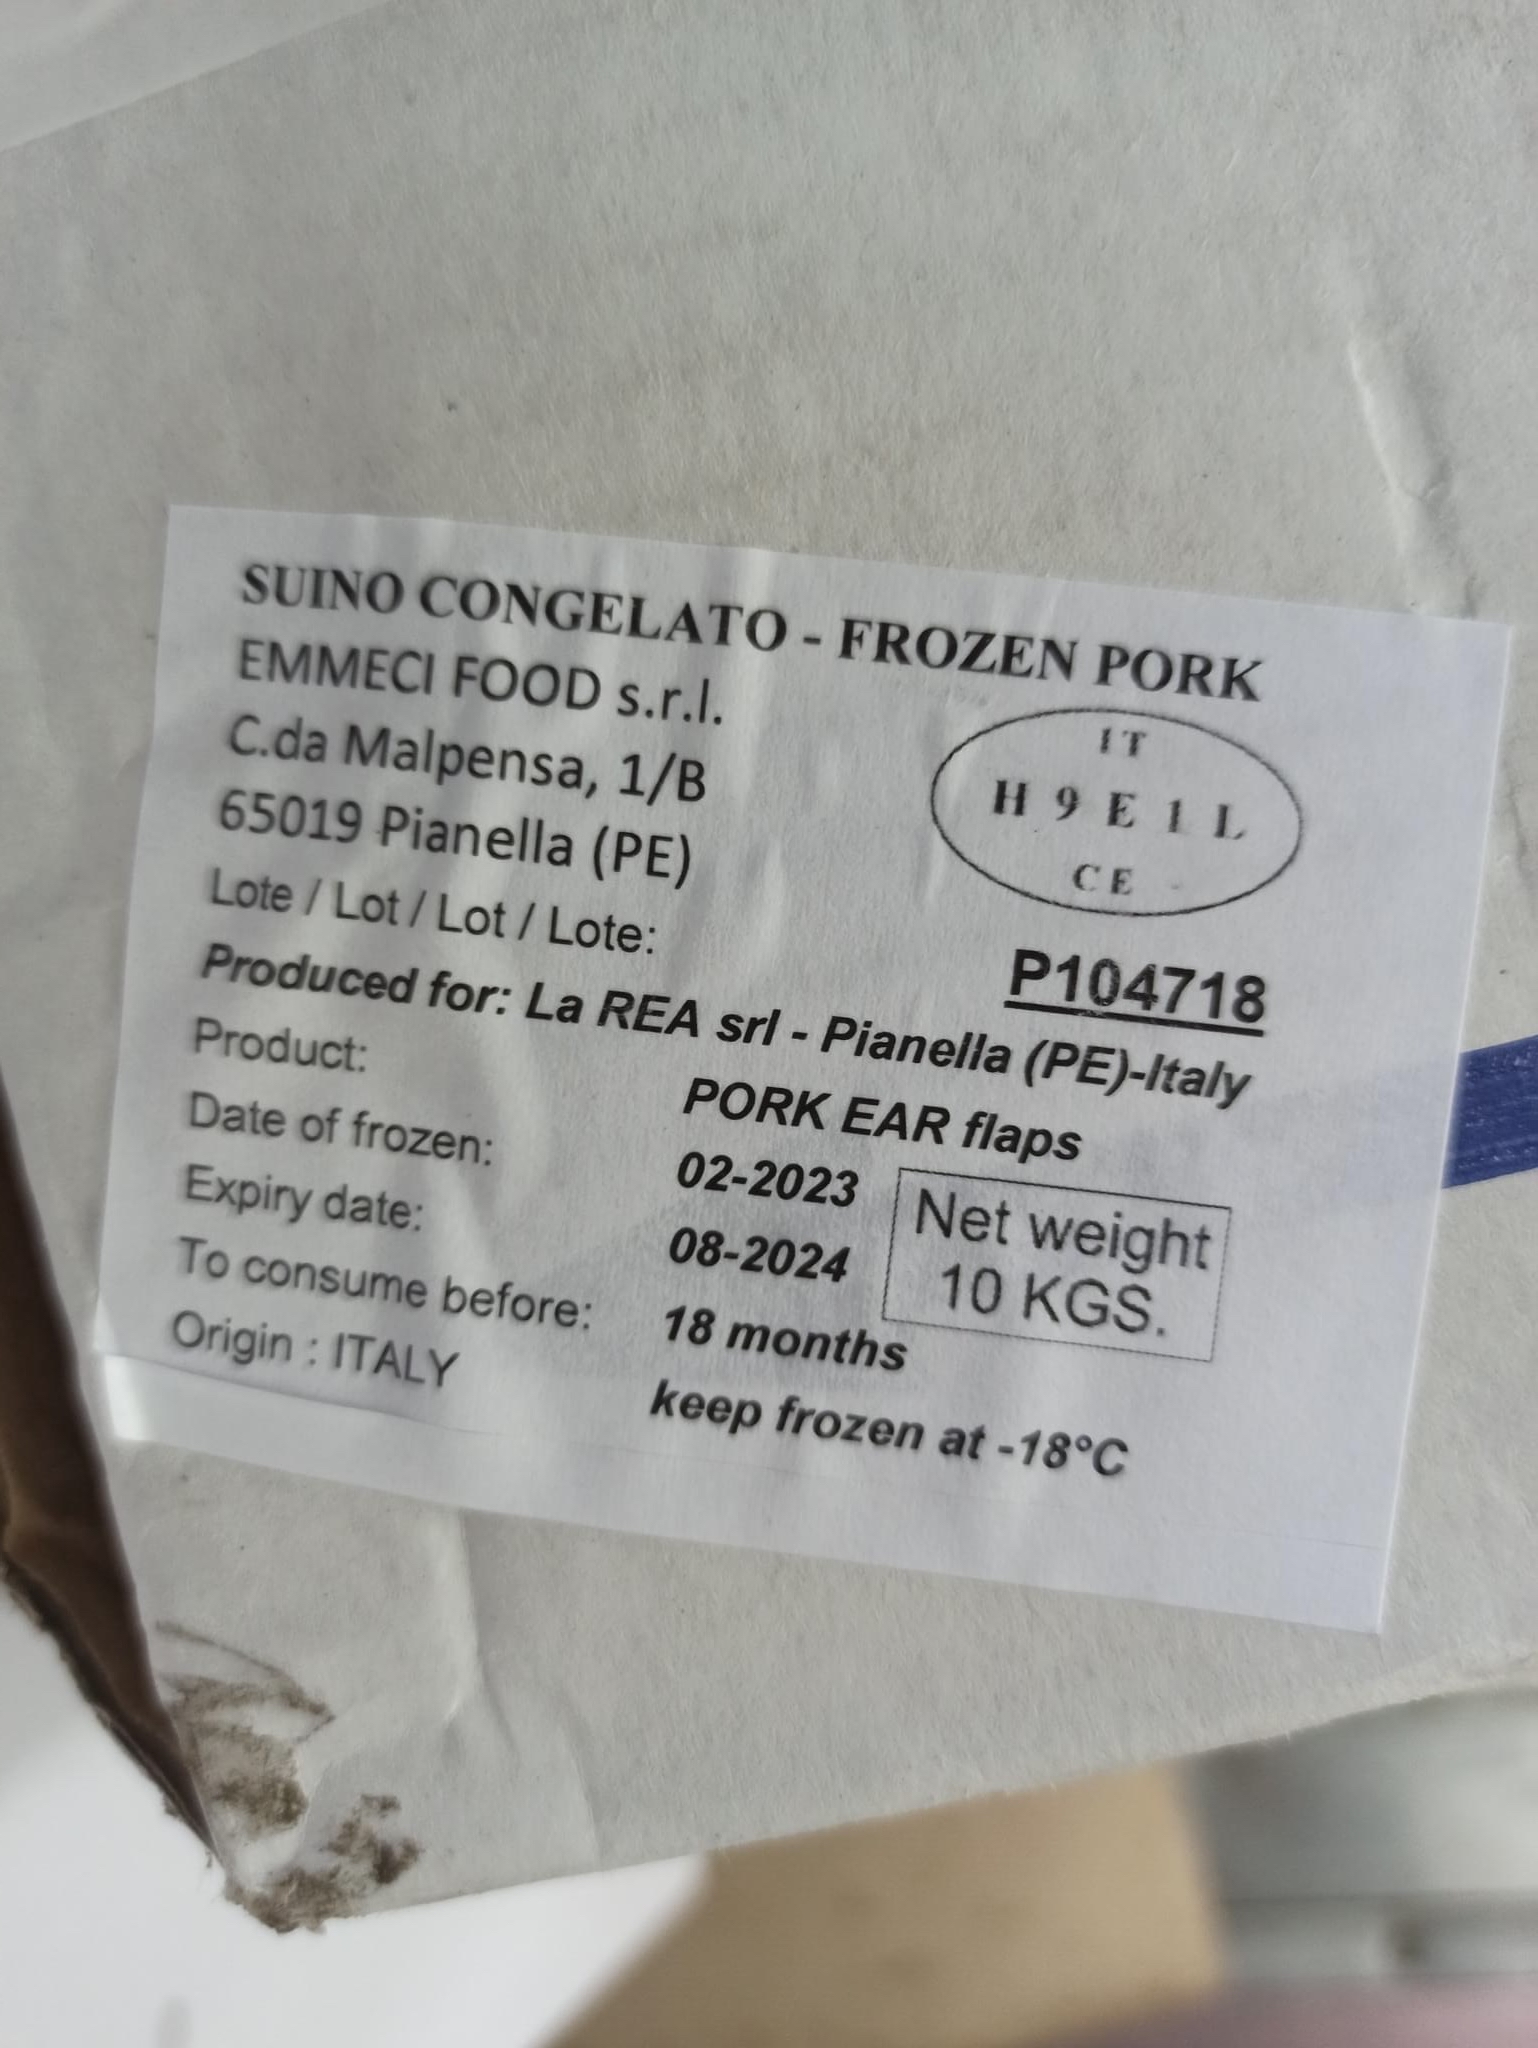 SUINO CONGELATO - FROZEN PORK
EMMECI FOOD s.r.l.
C.da Malpensa, 1/B
65019 Pianella (PE)
IT
H 9 E 1 L
CE
Lote / Lot / Lot / Lote: P104718
Produced for: La REA srl - Pianella (PE)-Italy
Product: PORK EAR flaps
Date of frozen: 02-2023
Expiry date: 08-2024
Net weight
10 KGS.
To consume before: 18 months
Origin : ITALY keep frozen at -18°C